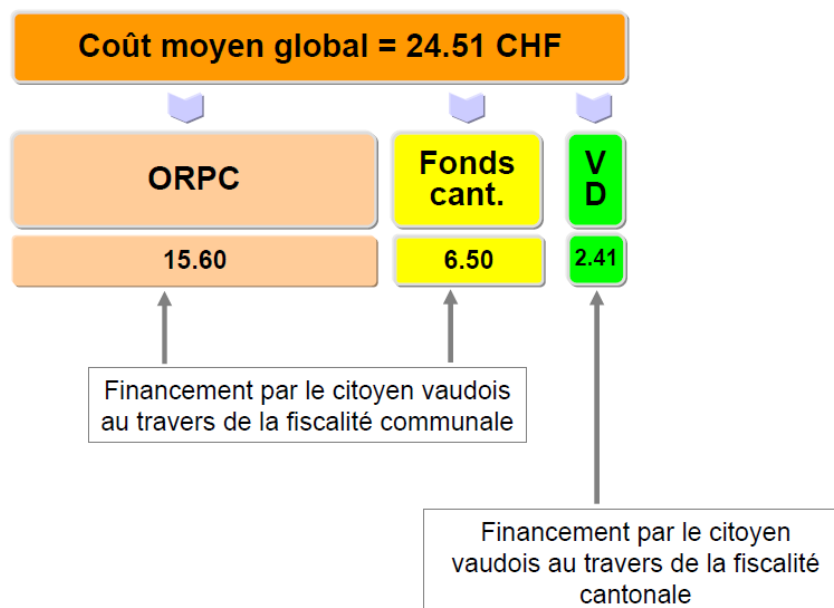 Coût moyen global = 24.51 CHF
ORPC
Fonds
cant.
V
D
15.60
6.50
2.41
Financement par le citoyen vaudois
au travers de la fiscalité communale
Financement par le citoyen
vaudois au travers de la fiscalité
cantonale